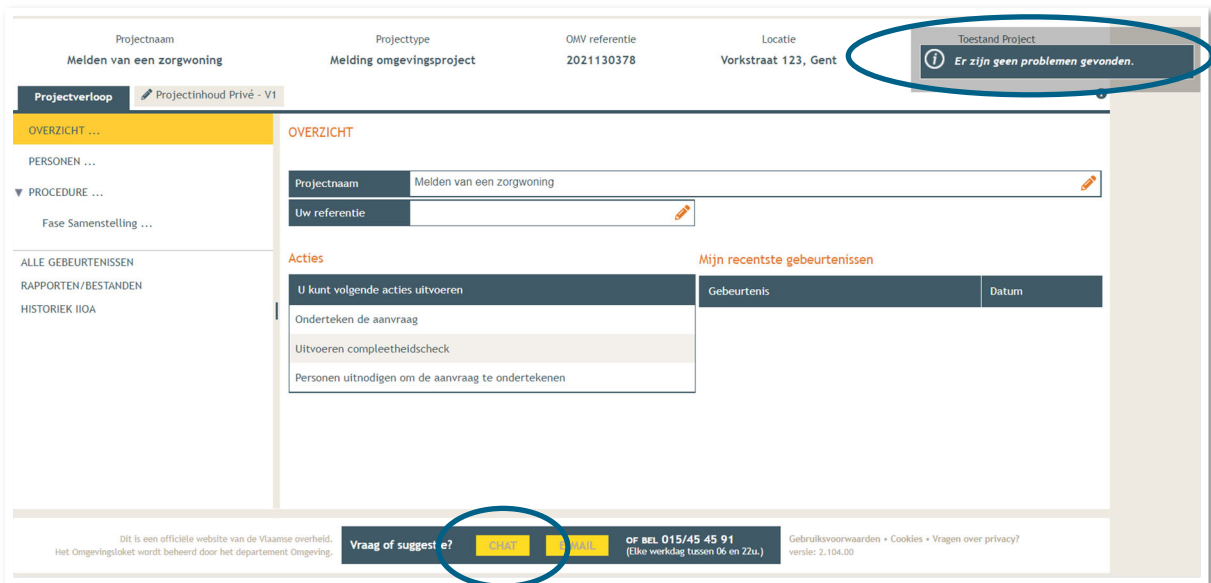 Projectnaam
Melden van een zorgwoning
Projecttype
Melding omgevingsproject
OMV referentie
2021130378
Locatie
Vorkstraat 123, Gent
Toestand Project
Er zijn geen problemen gevonden.
Projectverloop
Projectinhoud Privé - V1
OVERZICHT ...
PERSONEN ...
PROCEDURE ...
Fase Samenstelling ...
ALLE GEBEURTENISSEN
RAPPORTEN/BESTANDEN
HISTORIEK IIOA
OVERZICHT
Projectnaam
Melden van een zorgwoning
Uw referentie
Acties
U kunt volgende acties uitvoeren
Onderteken de aanvraag
Uitvoeren compleetheidscheck
Personen uitnodigen om de aanvraag te ondertekenen
Mijn recentste gebeurtenissen
Gebeurtenis Datum
Dit is een officiële website van de Vlaamse overheid.
Het Omgevingsloket wordt beheerd door het departement Omgeving.
Vraag of suggestie?
CHAT
E-MAIL
OF BEL 015/45 45 91
(Elke werkdag tussen 06 en 22u.)
Gebruiksvoorwaarden • Cookies • Vragen over privacy?
versie: 2.104.00